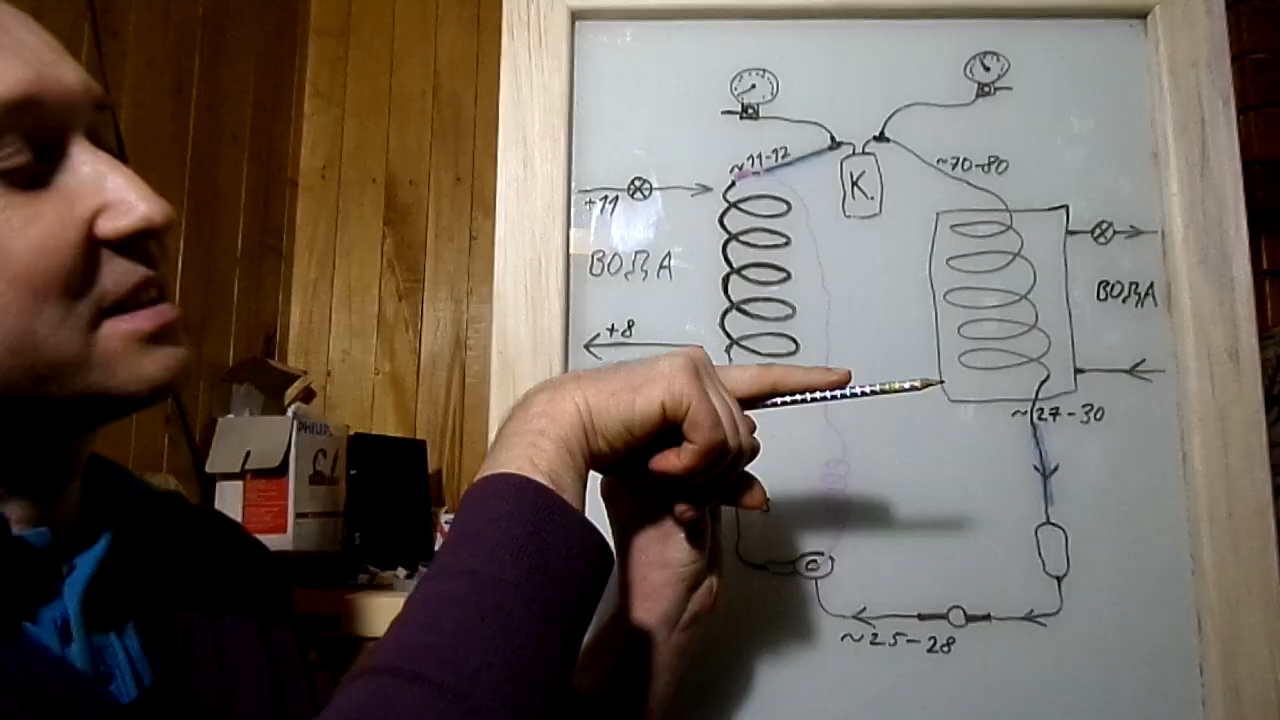 ~11-12
~70-80
К.
+11
ВОДА
ВОДА
+8
~27-30
~25-28
PHILIPS